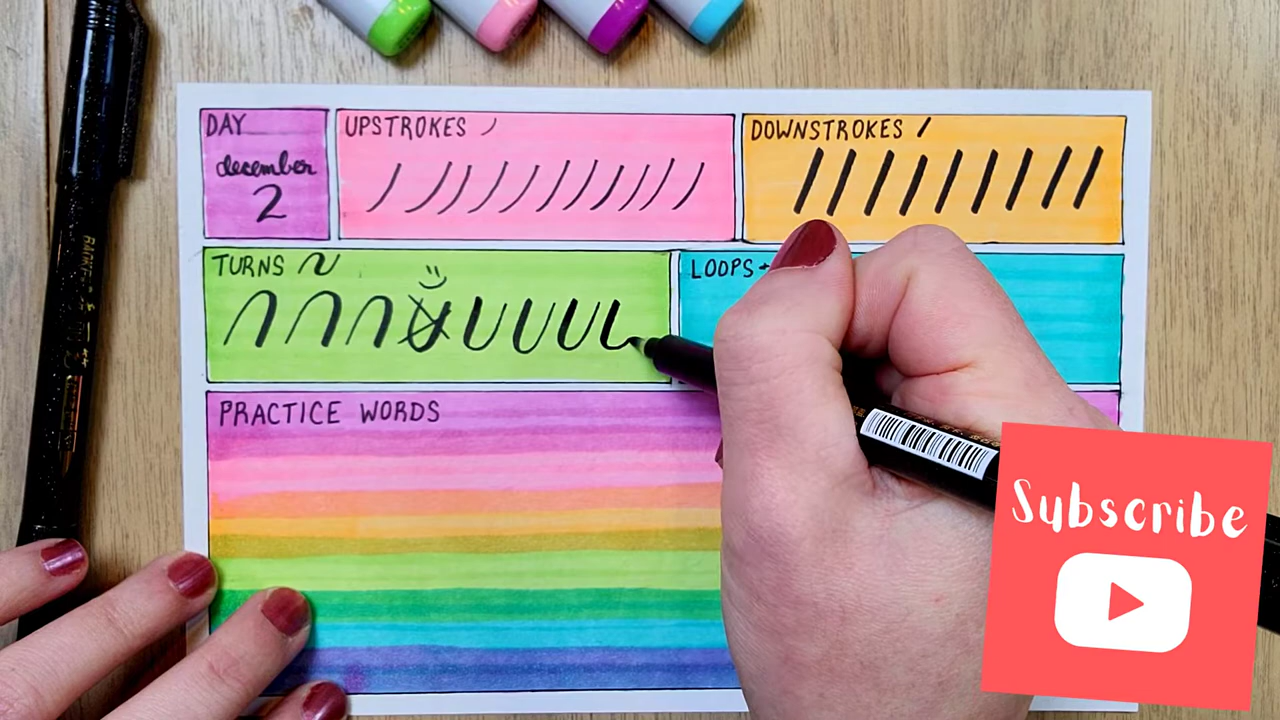 DAY
december
2
UPSTROKES
DOWNSTROKES
TURNS
LOOPS
PRACTICE WORDS
Subscribe